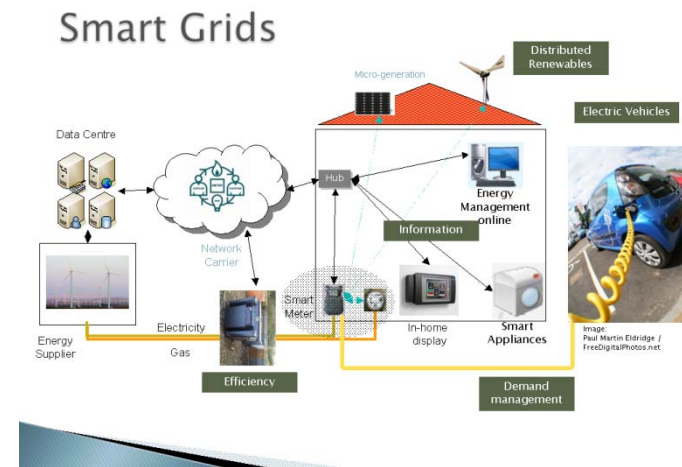 Smart Grids
Distributed
Renewables
Micro-generation
Electric Vehicles
Data Centre
Hub
Energy
Management
online
Information
Network
Carrier
Smart
Meter
Electricity
Gas
Energy
Supplier
In-home
display
Smart
Appliances
Image:
Paul Martin Eldridge /
FreeDigitalPhotos.net
Efficiency
Demand
management